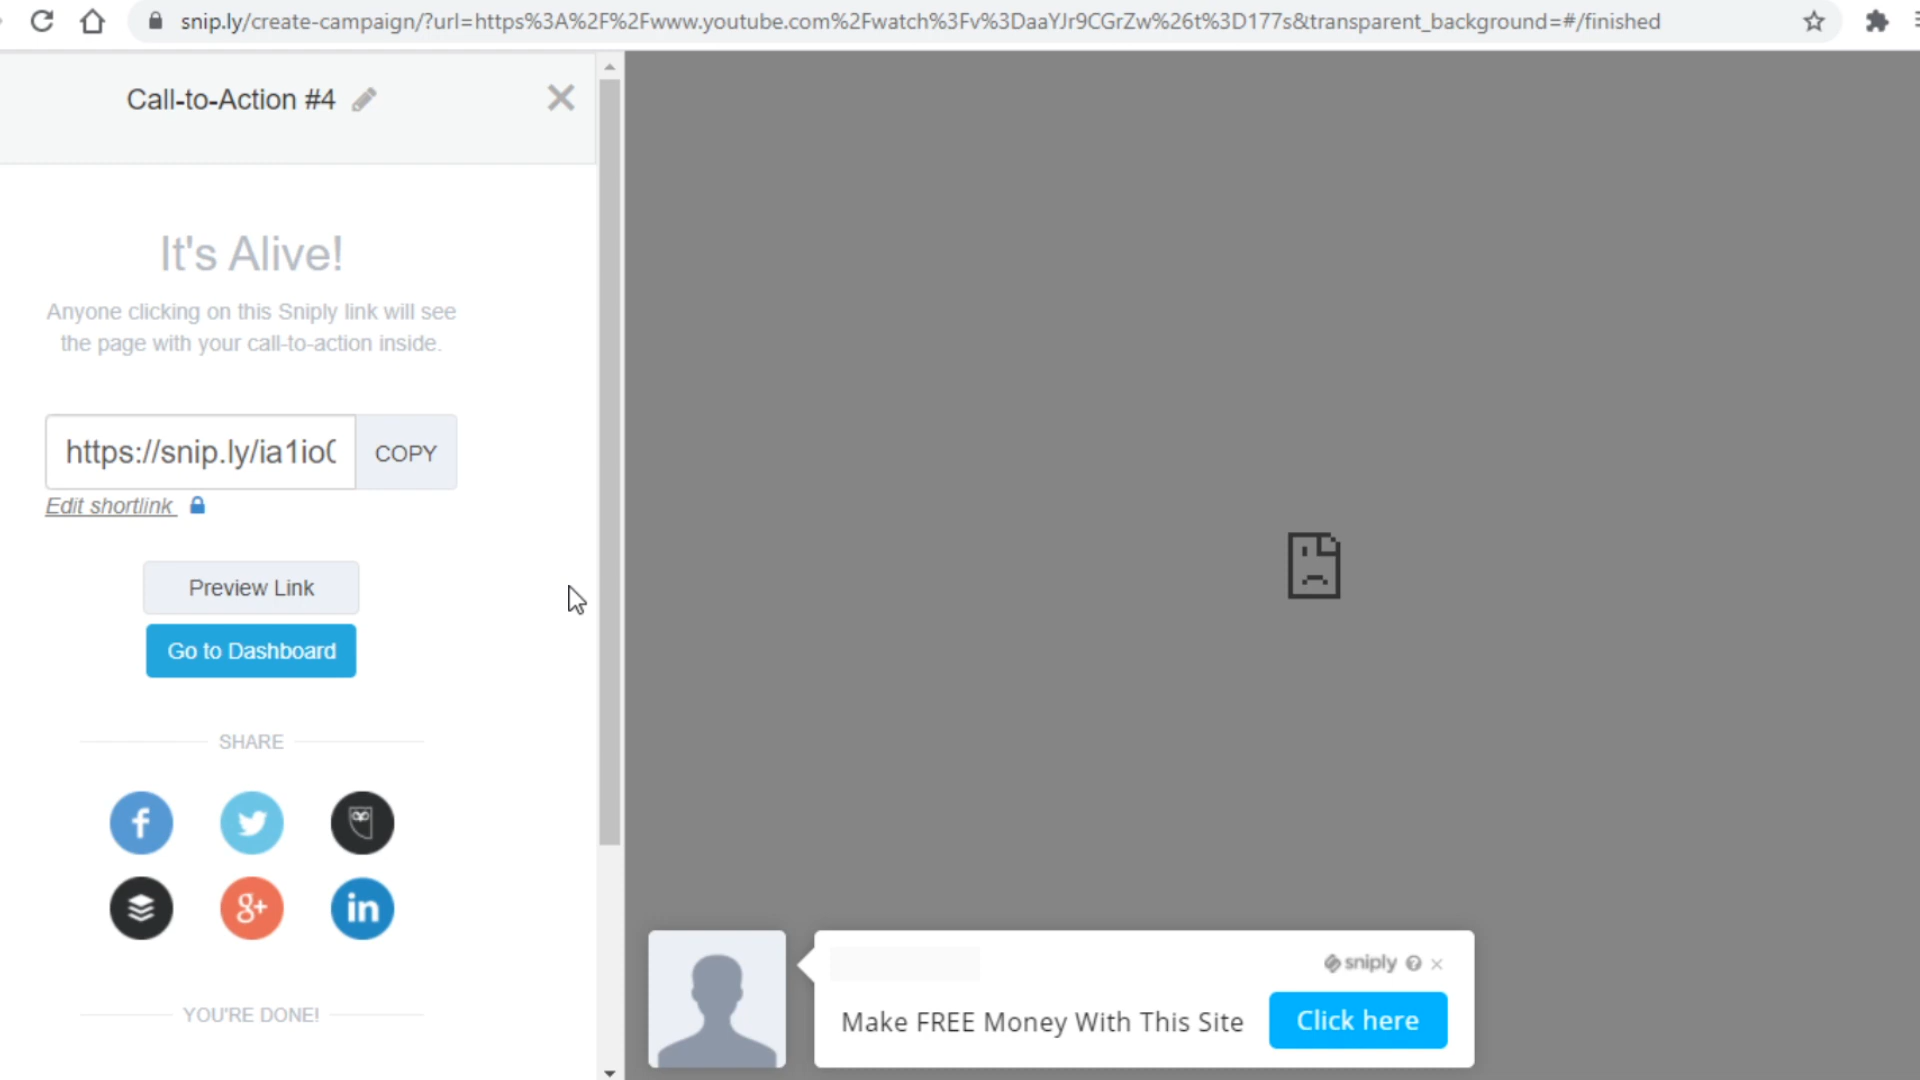 snip.ly/create-campaign/?url=https%3A%2F%2Fwww.youtube.com%2Fwatch%3Fv%3DaaYJr9CGrZw%26t%3D177s&transparent_background=#/finished
Call-to-Action #4
It's Alive!
Anyone clicking on this Sniply link will see
the page with your call-to-action inside.
https://snip.ly/ia1io
COPY
Edit shortlink
Preview Link
Go to Dashboard
SHARE
f
8+
in
YOU'RE DONE!
sniply
Make FREE Money With This Site
Click here